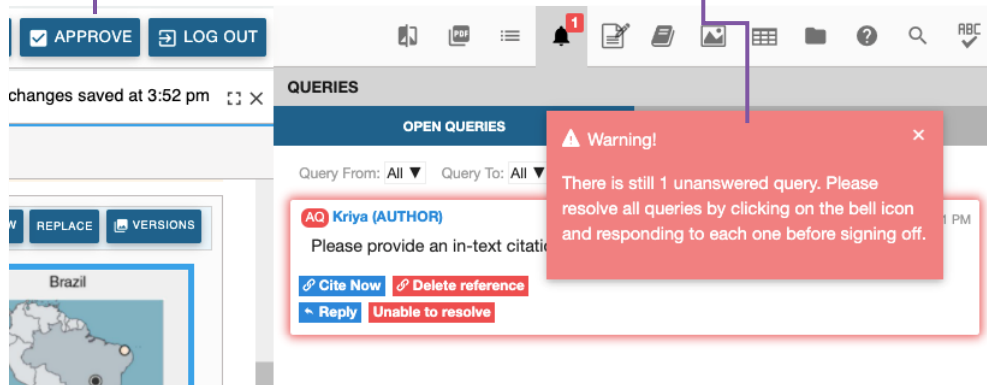 APPROVE
LOG OUT
PDF
1
ABC
changes saved at 3:52 pm
QUERIES
OPEN QUERIES
Warning!
There is still 1 unanswered query. Please
resolve all queries by clicking on the bell icon
and responding to each one before signing off.
Query From: All ▼ Query To: All ▼
REPLACE
VERSIONS
AQ Kriya (AUTHOR)
PM
Please provide an in-text
Cite Now
Delete reference
Reply
Unable to resolve
Brazil